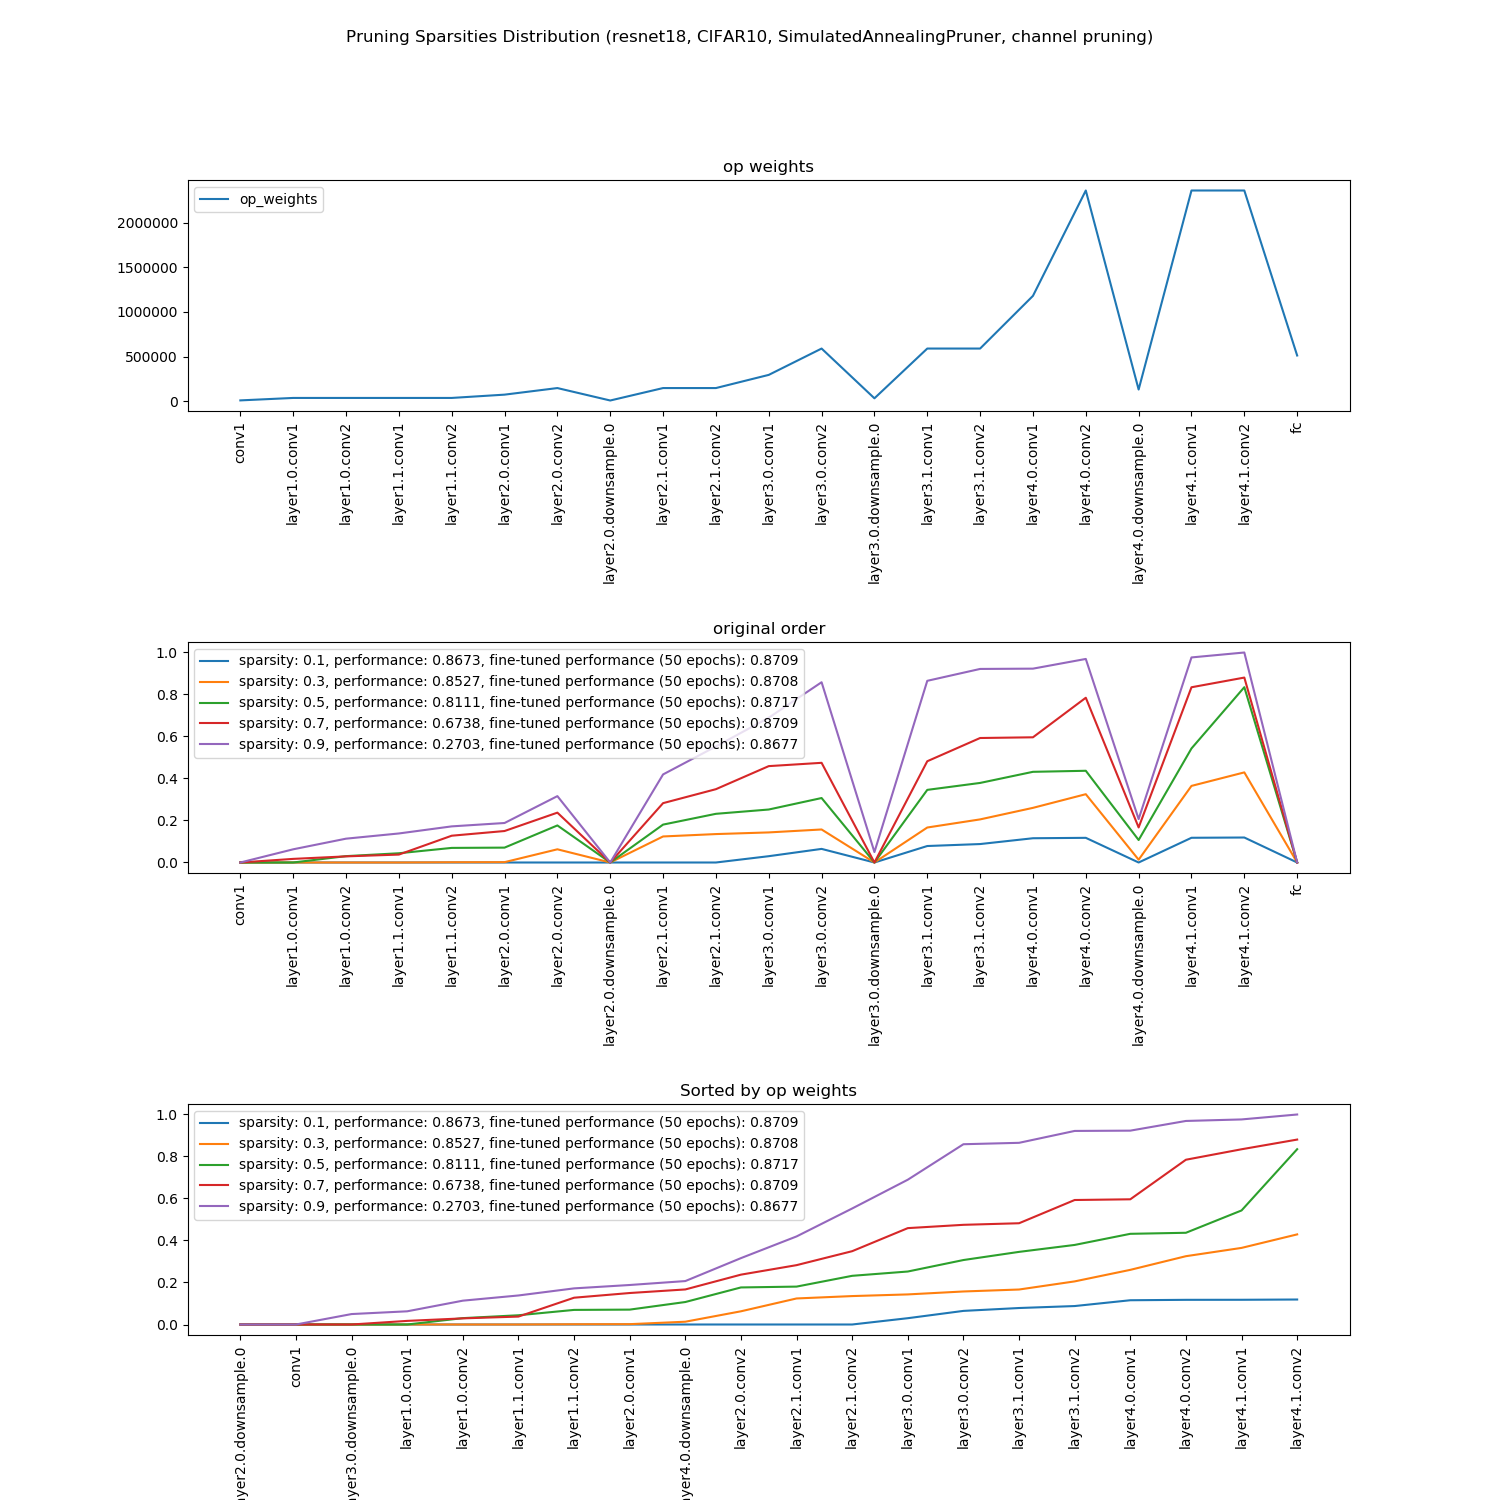 Pruning Sparsities Distribution (resnet18, CIFAR10, SimulatedAnnealingPruner, channel pruning)
op weights
op_weights
2000000
1500000
1000000
500000
0
conv1
layer1.0.conv1
layer1.0.conv2
layer1.1.conv1
layer1.1.conv2
layer2.0.conv1
layer2.0.conv2
layer2.0.downsample.0
layer2.1.conv1
layer2.1.conv2
layer3.0.conv1
layer3.0.conv2
layer3.0.downsample.0
layer3.1.conv1
layer3.1.conv2
layer4.0.conv1
layer4.0.conv2
layer4.0.downsample.0
layer4.1.conv1
layer4.1.conv2
fc
original order
sparsity: 0.1, performance: 0.8673, fine-tuned performance (50 epochs): 0.8709
sparsity: 0.3, performance: 0.8527, fine-tuned performance (50 epochs): 0.8708
sparsity: 0.5, performance: 0.8111, fine-tuned performance (50 epochs): 0.8717
sparsity: 0.7, performance: 0.6738, fine-tuned performance (50 epochs): 0.8709
sparsity: 0.9, performance: 0.2703, fine-tuned performance (50 epochs): 0.8677
1.0
0.8
0.6
0.4
0.2
0.0
conv1
layer1.0.conv1
layer1.0.conv2
layer1.1.conv1
layer1.1.conv2
layer2.0.conv1
layer2.0.conv2
layer2.0.downsample.0
layer2.1.conv1
layer2.1.conv2
layer3.0.conv1
layer3.0.conv2
layer3.0.downsample.0
layer3.1.conv1
layer3.1.conv2
layer4.0.conv1
layer4.0.conv2
layer4.0.downsample.0
layer4.1.conv1
layer4.1.conv2
fc
Sorted by op weights
sparsity: 0.1, performance: 0.8673, fine-tuned performance (50 epochs): 0.8709
sparsity: 0.3, performance: 0.8527, fine-tuned performance (50 epochs): 0.8708
sparsity: 0.5, performance: 0.8111, fine-tuned performance (50 epochs): 0.8717
sparsity: 0.7, performance: 0.6738, fine-tuned performance (50 epochs): 0.8709
sparsity: 0.9, performance: 0.2703, fine-tuned performance (50 epochs): 0.8677
1.0
0.8
0.6
0.4
0.2
0.0
ayer2.0.downsample.0
conv1
ayer3.0.downsample.0
layer1.0.conv1
layer1.0.conv2
layer1.1.conv1
layer1.1.conv2
layer2.0.conv1
ayer4.0.downsample.0
layer2.0.conv2
layer2.1.conv1
layer2.1.conv2
layer3.0.conv1
layer3.0.conv2
layer3.1.conv1
layer3.1.conv2
layer4.0.conv1
layer4.0.conv2
layer4.1.conv1
layer4.1.conv2